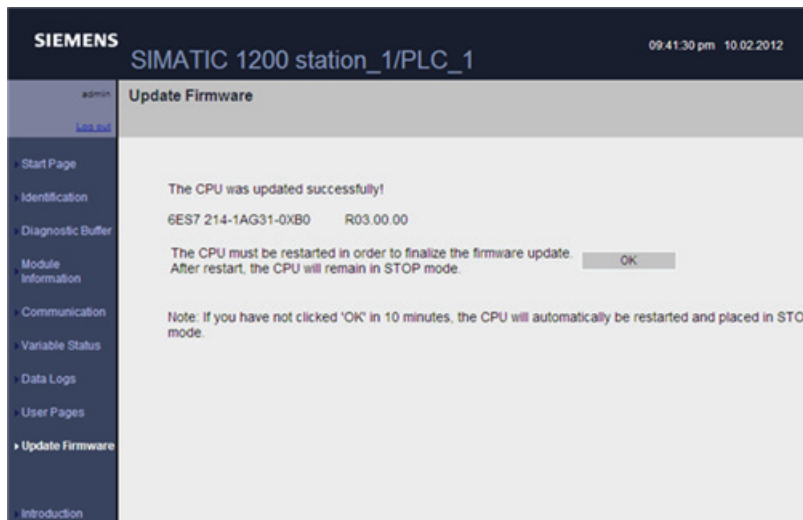 SIEMENS
SIMATIC 1200 station_1/PLC_1
09:41:30 pm 10.02.2012
admin
Log out
Update Firmware
Start Page
Identification
Diagnostic Buffer
Module
Information
Communication
Variable Status
Data Logs
User Pages
Update Firmware
Introduction
The CPU was updated successfully!
6ES7 214-1AG31-0XB0 R03.00.00
The CPU must be restarted in order to finalize the firmware update.
After restart, the CPU will remain in STOP mode.
OK
Note: If you have not clicked 'OK' in 10 minutes, the CPU will automatically be restarted and placed in STO
mode.